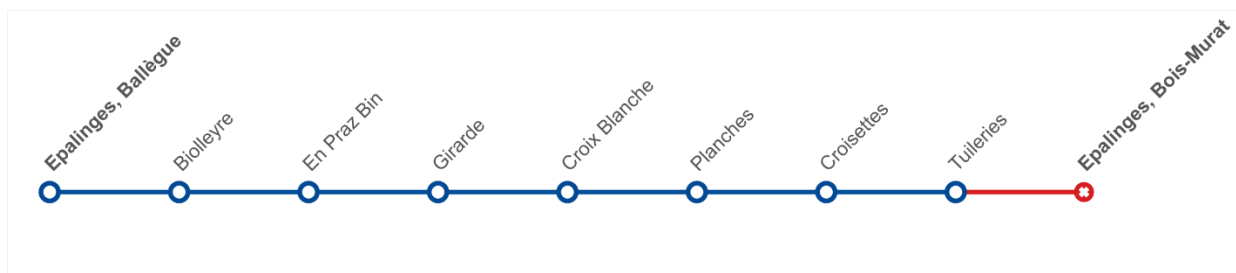 Epalinges, Ballègue
Biolleyre
En Praz Bin
Girarde
Croix Blanche
Planches
Croisettes
Tuileries
Epalinges, Bois-Murat